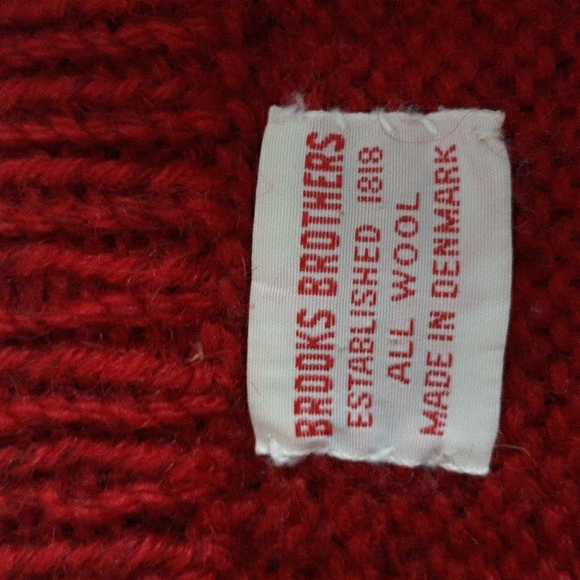 BROOKS BROTHERS
ESTABLISHED 1818
ALL WOOL
MADE IN DENMARK